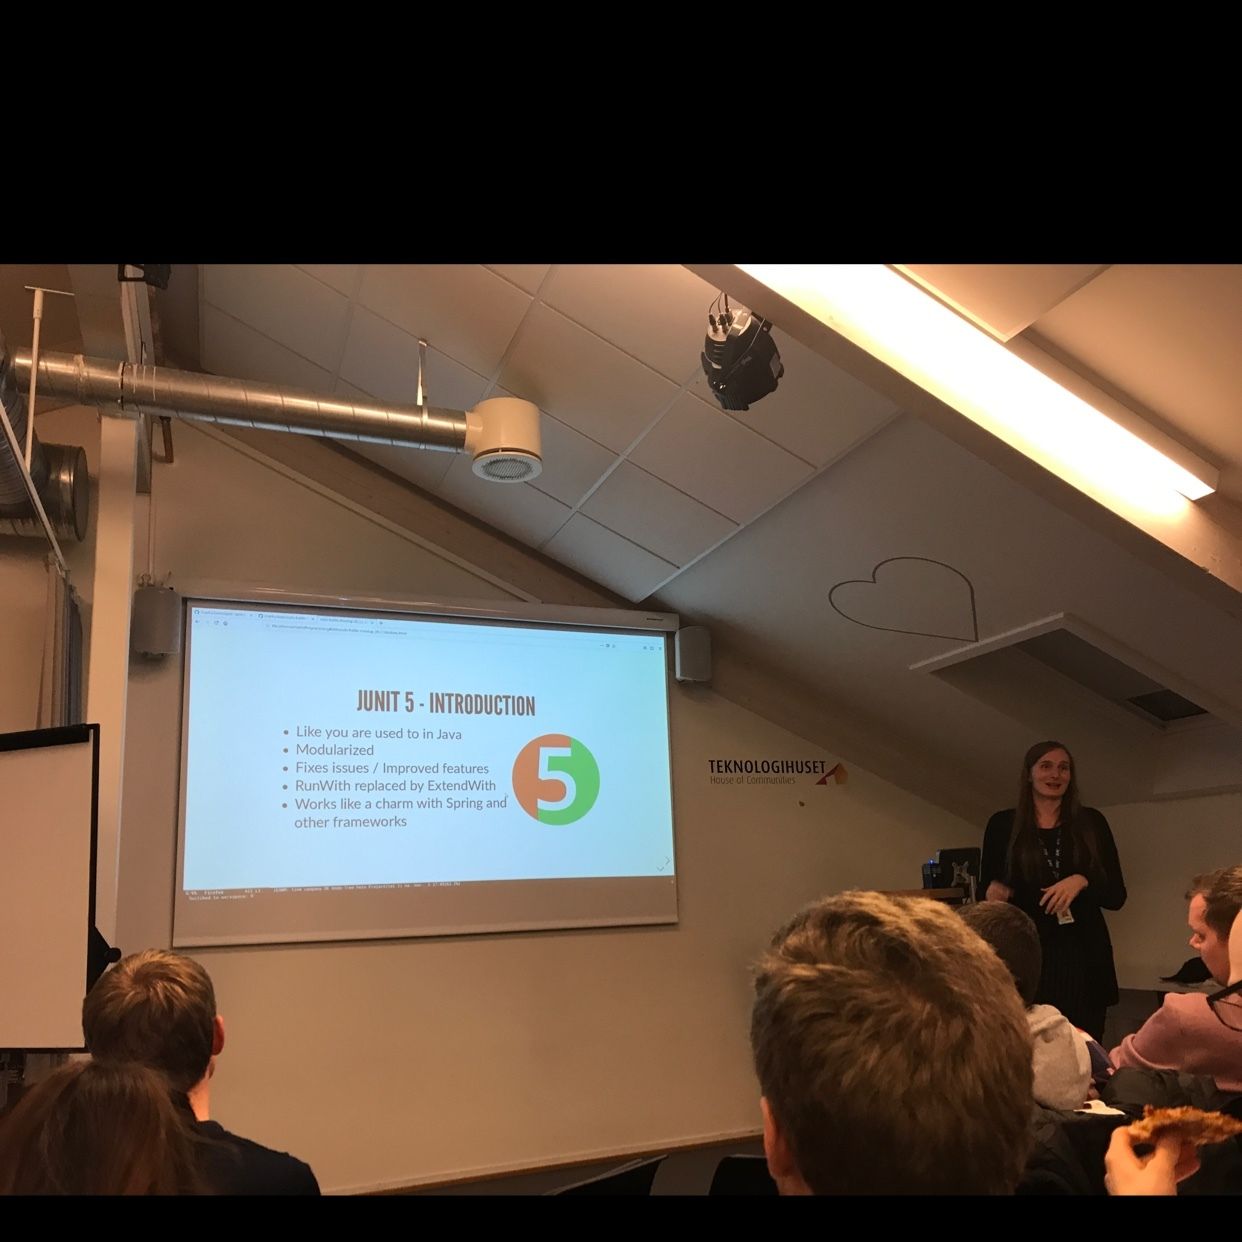 JUNIT 5 - INTRODUCTION
Like you are used to in Java
Modularized
Fixes issues / Improved features
RunWith replaced by ExtendWith
Works like a charm with Spring and
other frameworks
5
TEKNOLOGIHUSET
House of Communities